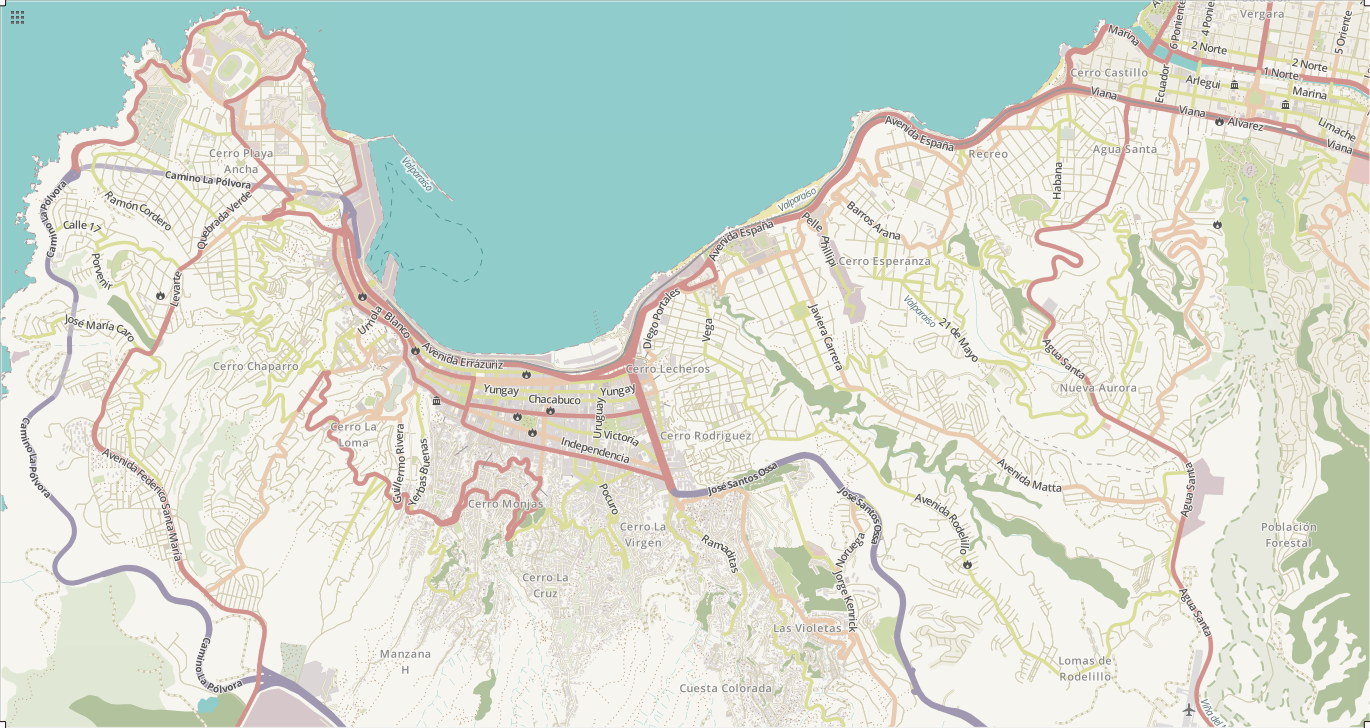 Vergara
6 Poniente
4 Ponie
5 Oriente
Marina
2 Norte
2 Norte
1 Norte
Cerro Castillo
Ecuador
Arlegui
Marina
Viana
Viana
Alvarez
Limache
Viana
Avenida España
Recreo
Agua Santa
Habana
Cerro Playa
Ancha
Camino La Pólvora
Valparaíso
Camino La Pólvora
Ramón Cordero
Quebrada Verde
Calle 17
Porvenir
Levarte
José María Caro
Valparaíso
Pelle
Phillipi
Barros Arana
Avenida España
Cerro Esperanza
Valparaíso
21 de Mayo
Diego Portales
Vega
Javiera Carrera
Agua Santa
Nueva Aurora
Urriola
Blanco
Avenida Errázuriz
Cerro Chaparro
Cerro Lecheros
Yungay
Yungay
Chacabuco
Uruguay
Victoria
Independencia
Cerro Rodriguez
Cerro La
Loma
Guillermo Rivera
Yerbas Buenas
Camino La Pólvora
Avenida Federico Santa María
José Santos Ossa
José Santos Ossa
Avenida Matta
Agua Santa
Cerro Monjas
Pocuro
Cerro La
Virgen
Ramaditas
Avenida Rodelillo
Población
Forestal
Noruega
Jorge Kenrick
Cerro La
Cruz
Las Violetas
Agua Santa
Manzana
H
Camino La Pólvora
Lomas de
Rodelillo
Cuesta Colorada
Viña del